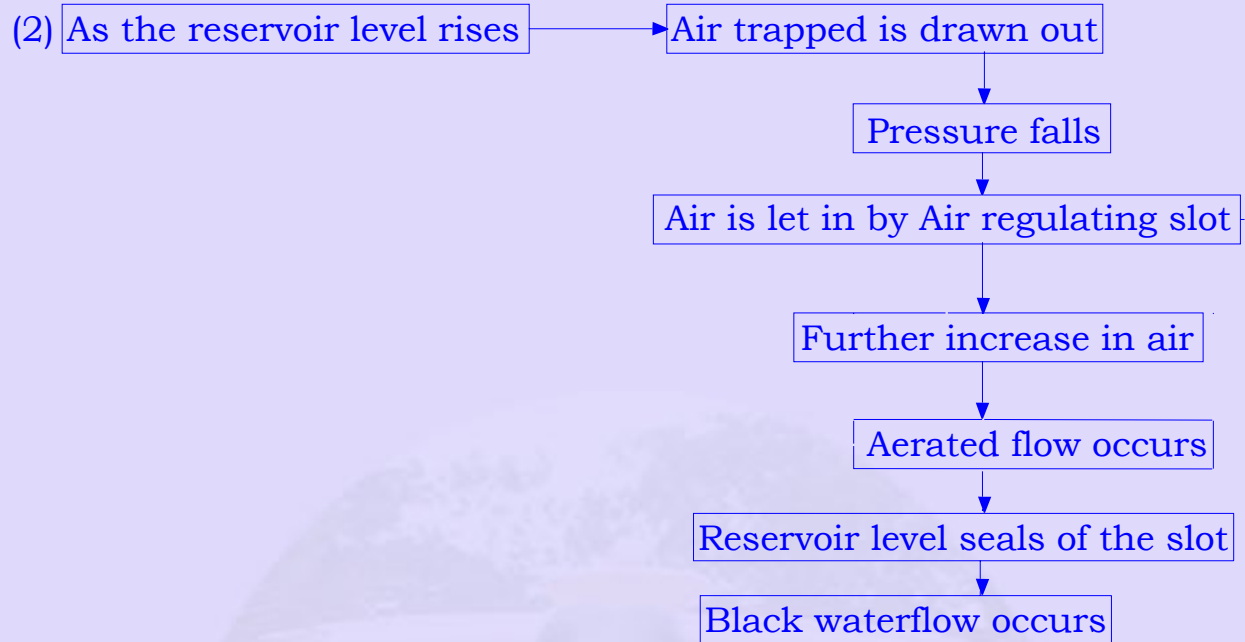 (2) As the reservoir level rises
Air trapped is drawn out
Pressure falls
Air is let in by Air regulating slot
Further increase in air
Aerated flow occurs
Reservoir level seals of the slot
Black waterflow occurs